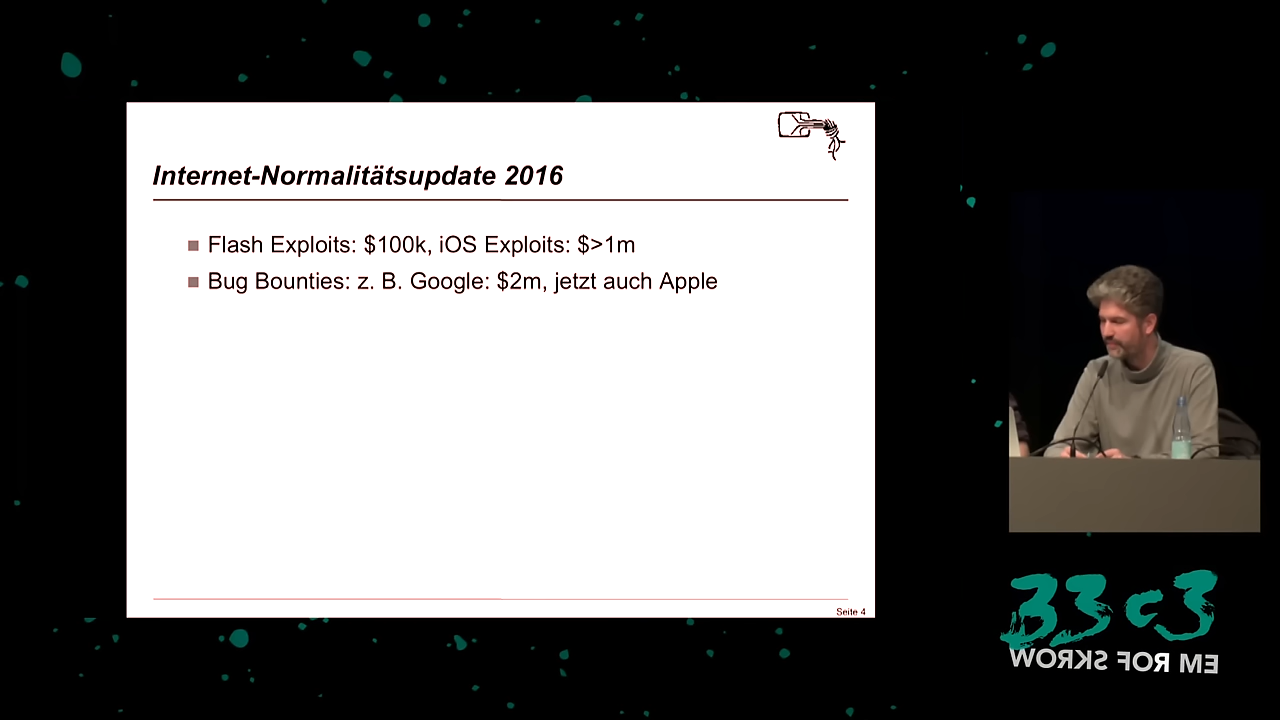 Internet-Normalitätsupdate 2016
Flash Exploits: $100k, iOS Exploits: $>1m
Bug Bounties: z. B. Google: $2m, jetzt auch Apple
Seite 4
33c3
WORKS FOR ME